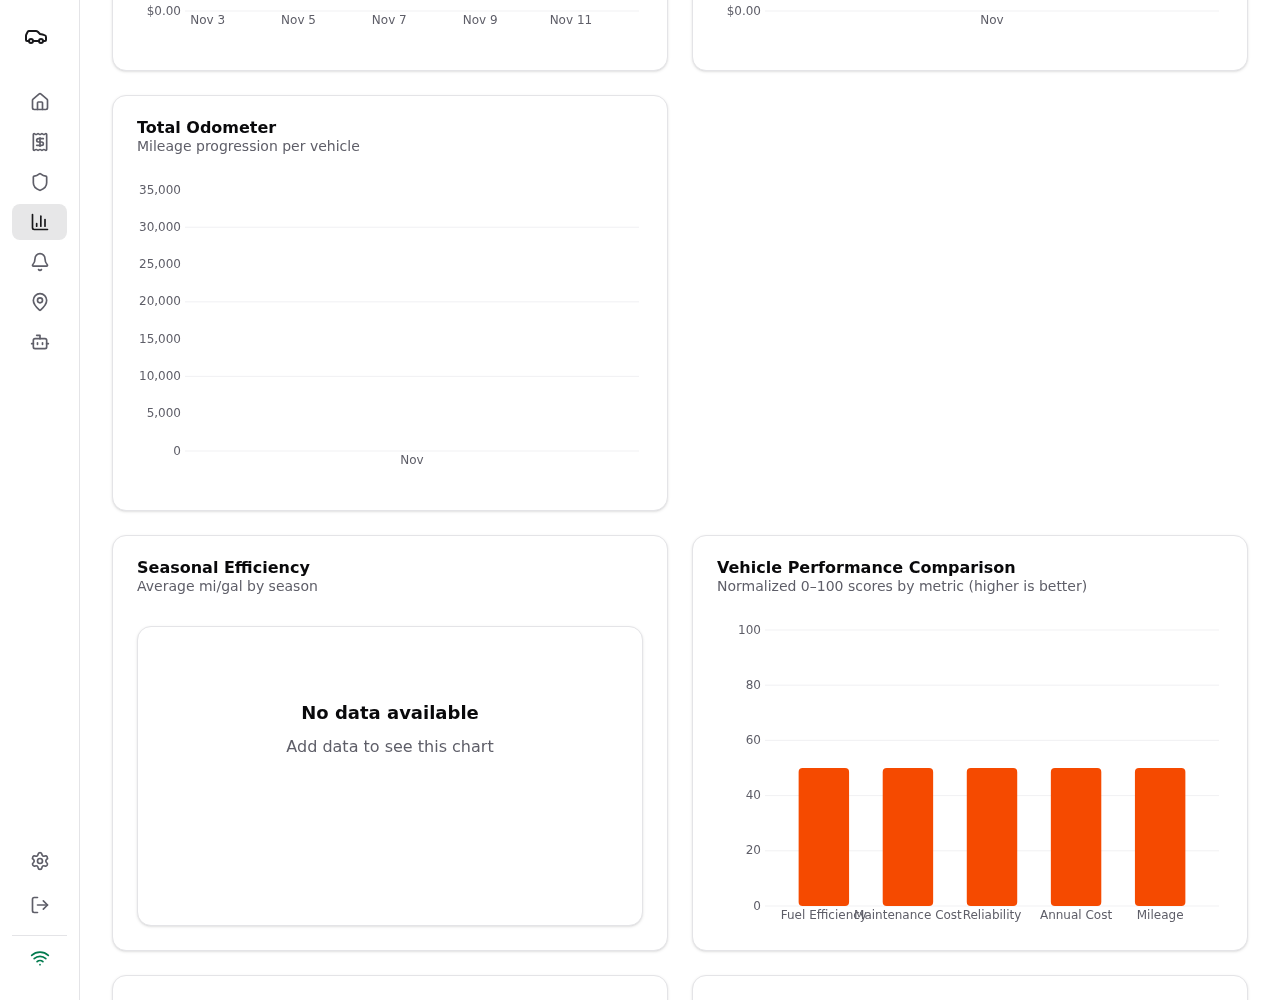 $0.00
Nov 3 Nov 5 Nov 7 Nov 9 Nov 11
$0.00
Nov
Total Odometer
Mileage progression per vehicle
35,000
30,000
25,000
20,000
15,000
10,000
5,000
0
Nov
Seasonal Efficiency
Average mi/gal by season
No data available
Add data to see this chart
Vehicle Performance Comparison
Normalized 0–100 scores by metric (higher is better)
100
80
60
40
20
0
Fuel Efficiency Maintenance Cost Reliability Annual Cost Mileage